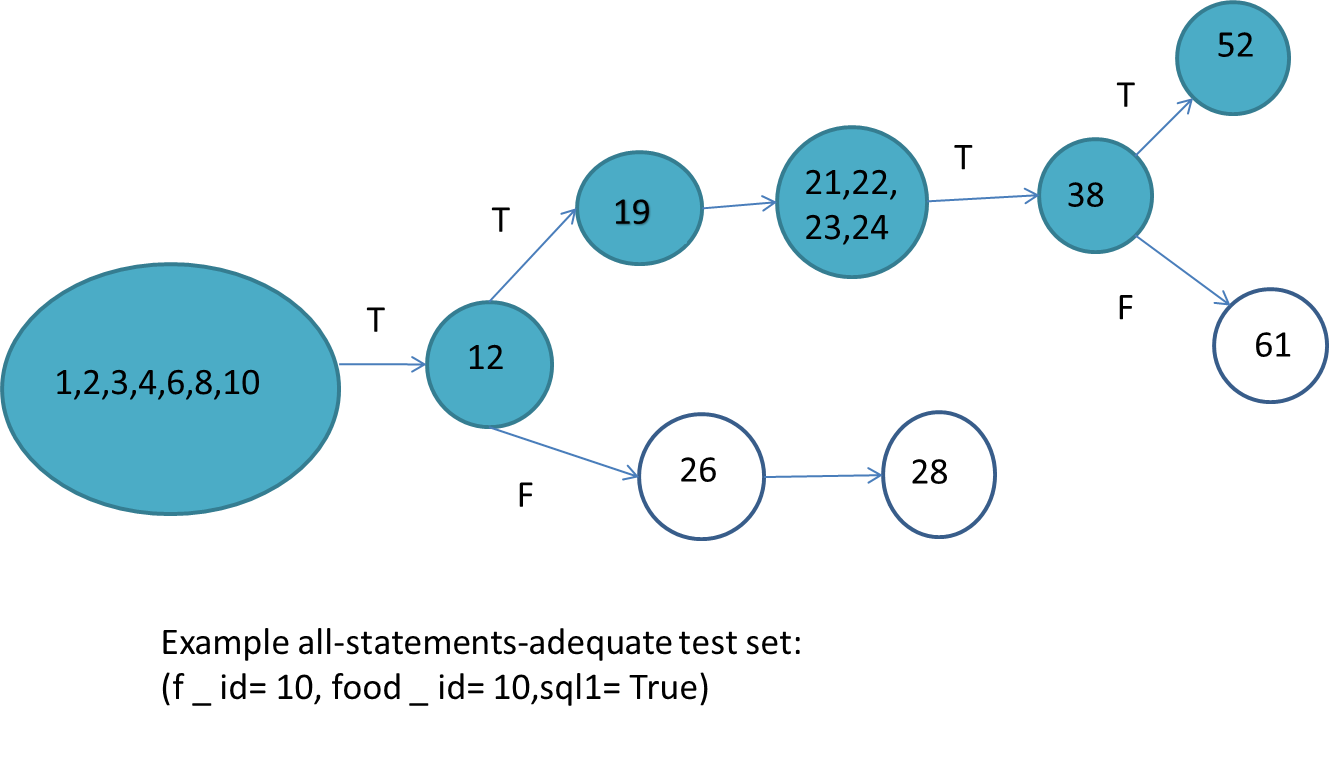 52
T
T
21,22,
23,24
38
T
19
T
1,2,3,4,6,8,10
12
F
61
F
26
28
Example all-statements-adequate test set:
(f _ id= 10, food _ id= 10,sql1= True)